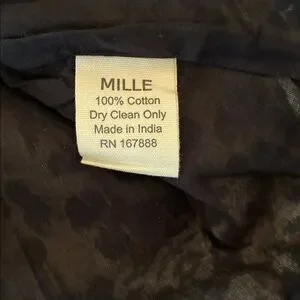 MILLE
100% Cotton
Dry Clean Only
Made in India
RN 167888